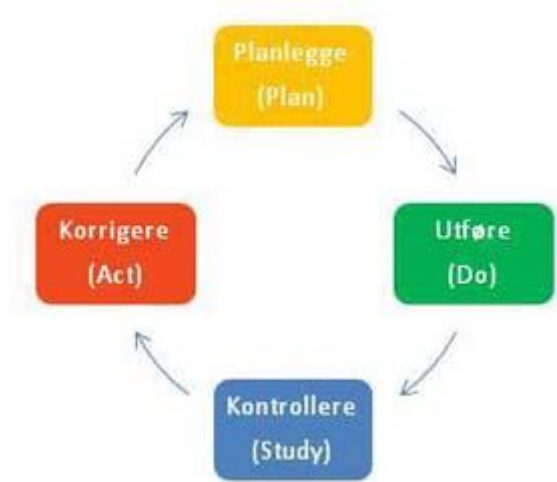 Planlegge
(Plan)
Utføre
(Do)
Kontrollere
(Study)
Korrigere
(Act)